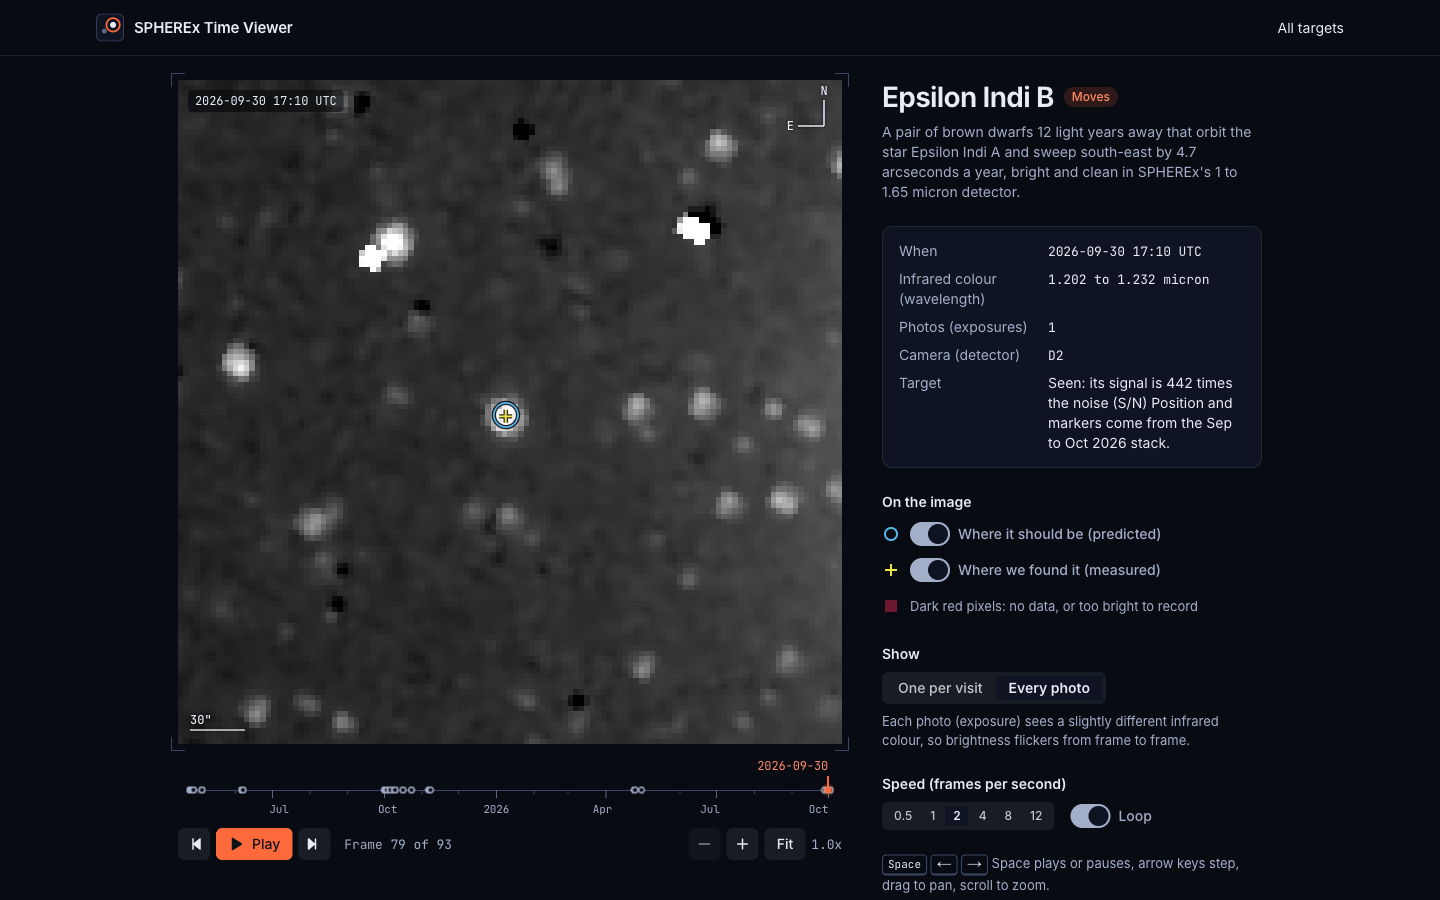 SPHEREx Time Viewer
All targets
2026-09-30 17:10 UTC
N
E
30"
2026-09-30
Jul
Oct
2026
Apr
Jul
Oct
Play
Frame 79 of 93
Fit
1.0x
Epsilon Indi B
Moves
A pair of brown dwarfs 12 light years away that orbit the
star Epsilon Indi A and sweep south-east by 4.7
arcseconds a year, bright and clean in SPHEREx's 1 to
1.65 micron detector.
When
2026-09-30 17:10 UTC
Infrared colour
(wavelength)
1.202 to 1.232 micron
Photos (exposures)
1
Camera (detector)
D2
Target
Seen: its signal is 442 times
the noise (S/N) Position and
markers come from the Sep
to Oct 2026 stack.
On the image
Where it should be (predicted)
Where we found it (measured)
Dark red pixels: no data, or too bright to record
Show
One per visit
Every photo
Each photo (exposure) sees a slightly different infrared
colour, so brightness flickers from frame to frame.
Speed (frames per second)
0.5 1 2 4 8 12
Loop
Space ← → Space plays or pauses, arrow keys step,
drag to pan, scroll to zoom.